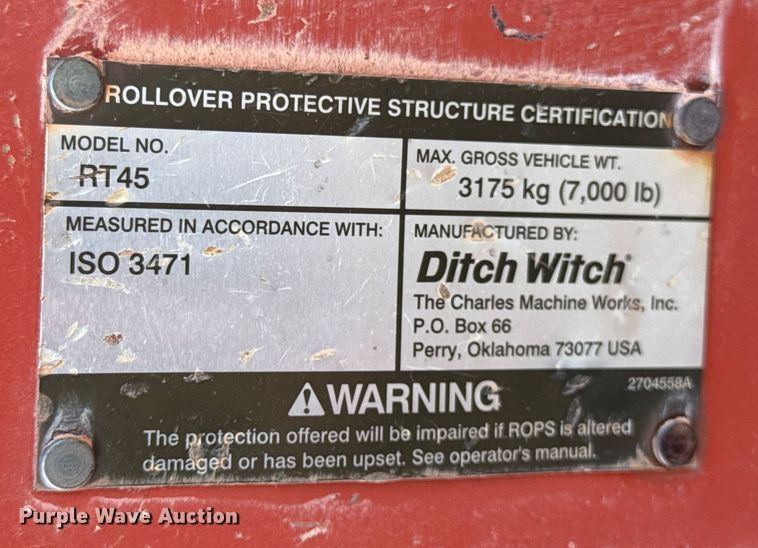 ROLLOVER PROTECTIVE STRUCTURE CERTIFICATION
MODEL NO.
RT45
MAX. GROSS VEHICLE WT.
3175 kg (7,000 lb)
MEASURED IN ACCORDANCE WITH:
ISO 3471
MANUFACTURED BY:
Ditch Witch®
The Charles Machine Works, Inc.
P.O. Box 66
Perry, Oklahoma 73077 USA
WARNING
2704558A
The protection offered will be impaired if ROPS is altered
damaged or has been upset. See operator's manual.
Purple Wave Auction